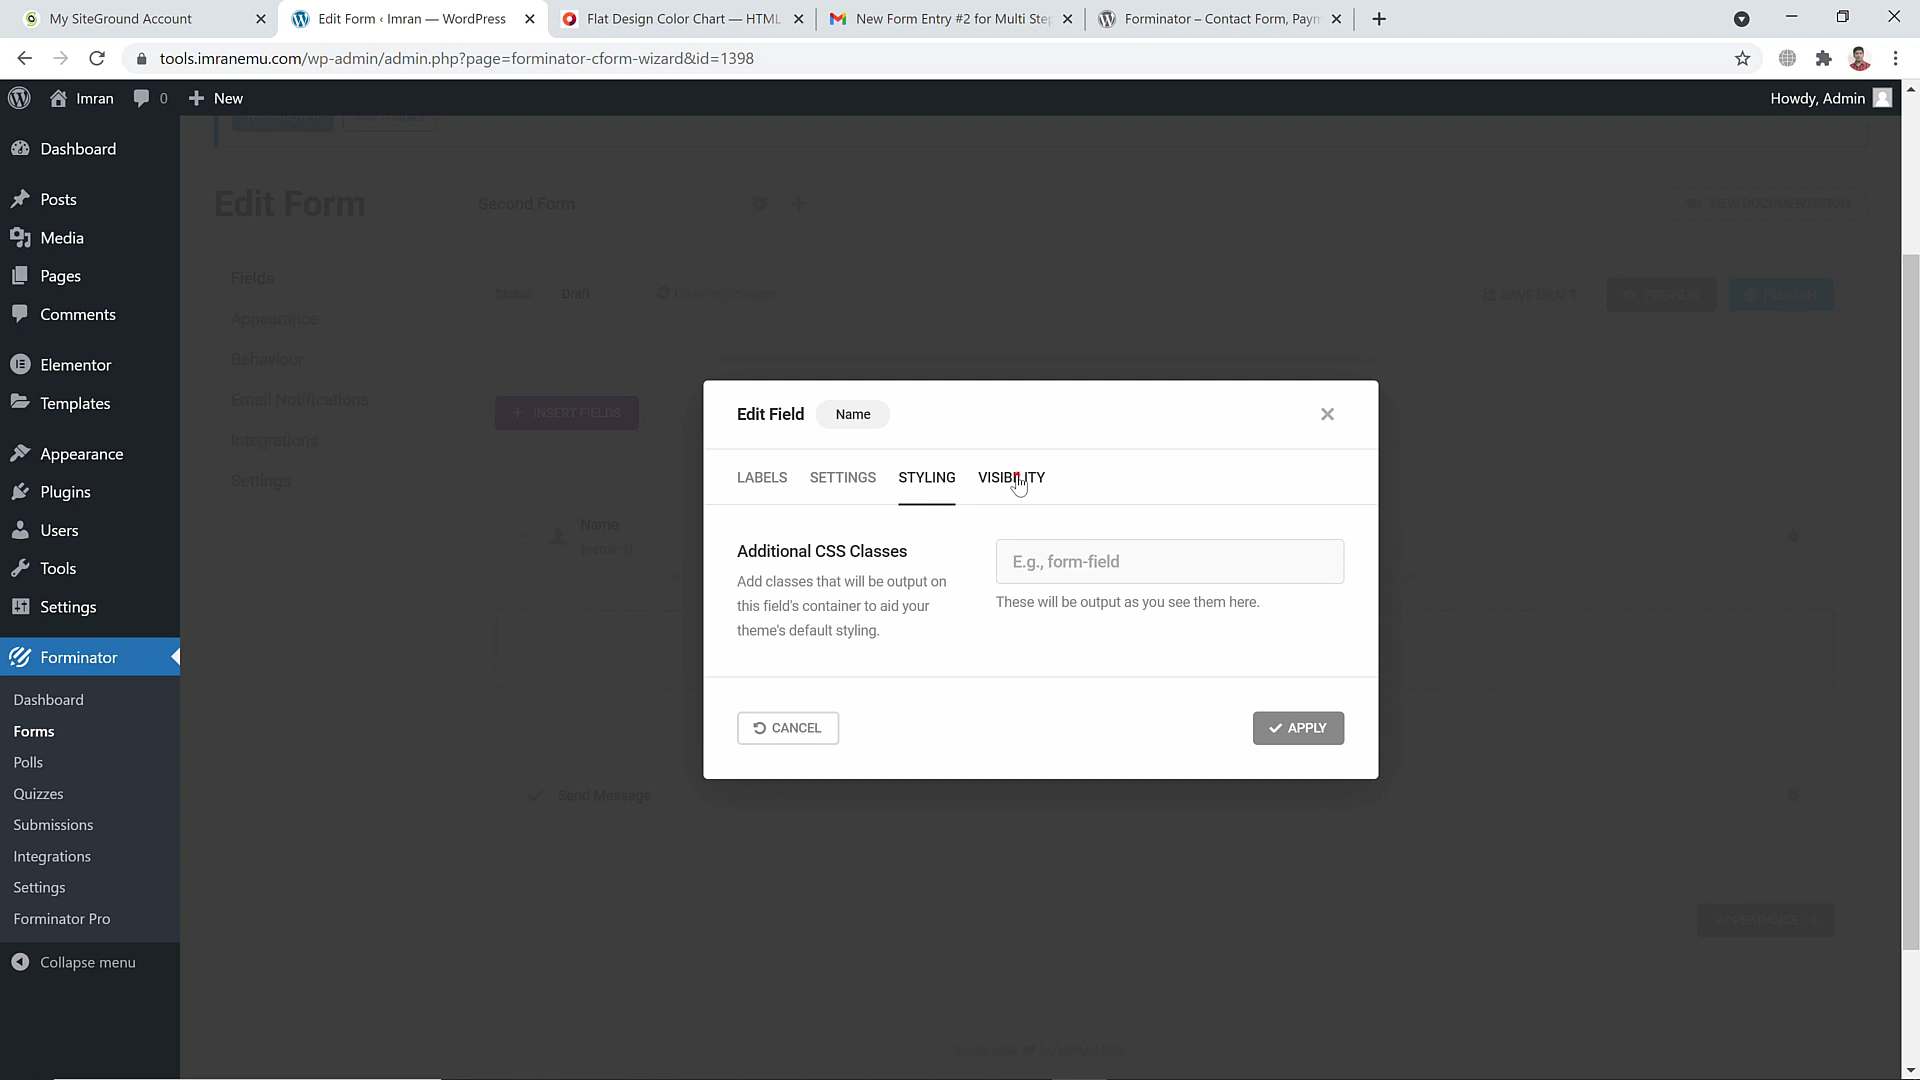 My SiteGround Account
Edit Form ‹ Imran — WordPress
Flat Design Color Chart — HTML
New Form Entry #2 for Multi Step
Forminator – Contact Form, Paym
tools.imranemu.com/wp-admin/admin.php?page=forminator-cform-wizard&id=1398
Imran
0
New
Howdy, Admin
Dashboard
Posts
Media
Pages
Comments
Elementor
Templates
Appearance
Plugins
Users
Tools
Settings
Forminator
Dashboard
Forms
Polls
Quizzes
Submissions
Integrations
Settings
Forminator Pro
Collapse menu
Edit Form
Second Form
VIEW DOCUMENTATION
Fields
Appearance
Behaviour
Email Notifications
Integrations
Settings
Status Draft
SAVE DRAFT
PREVIEW
PUBLISH
INSERT FIELDS
Name
Send Message
APPEARANCE
Edit Field
Name
LABELS
SETTINGS
STYLING
VISIBILITY
Additional CSS Classes
Add classes that will be output on
this field's container to aid your
theme's default styling.
E.g., form-field
These will be output as you see them here.
CANCEL
APPLY